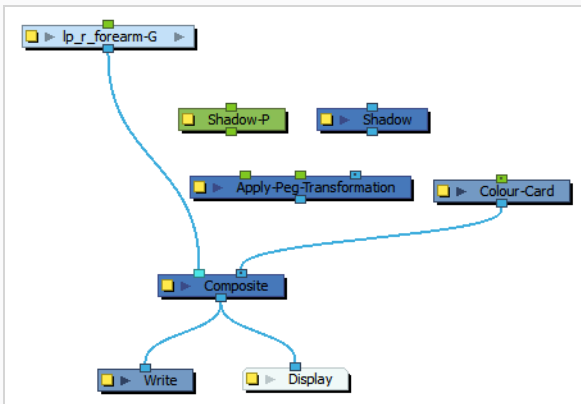 lp_r_forearm-G
Shadow-P
Shadow
Apply-Peg-Transformation
Colour-Card
Composite
Write
Display